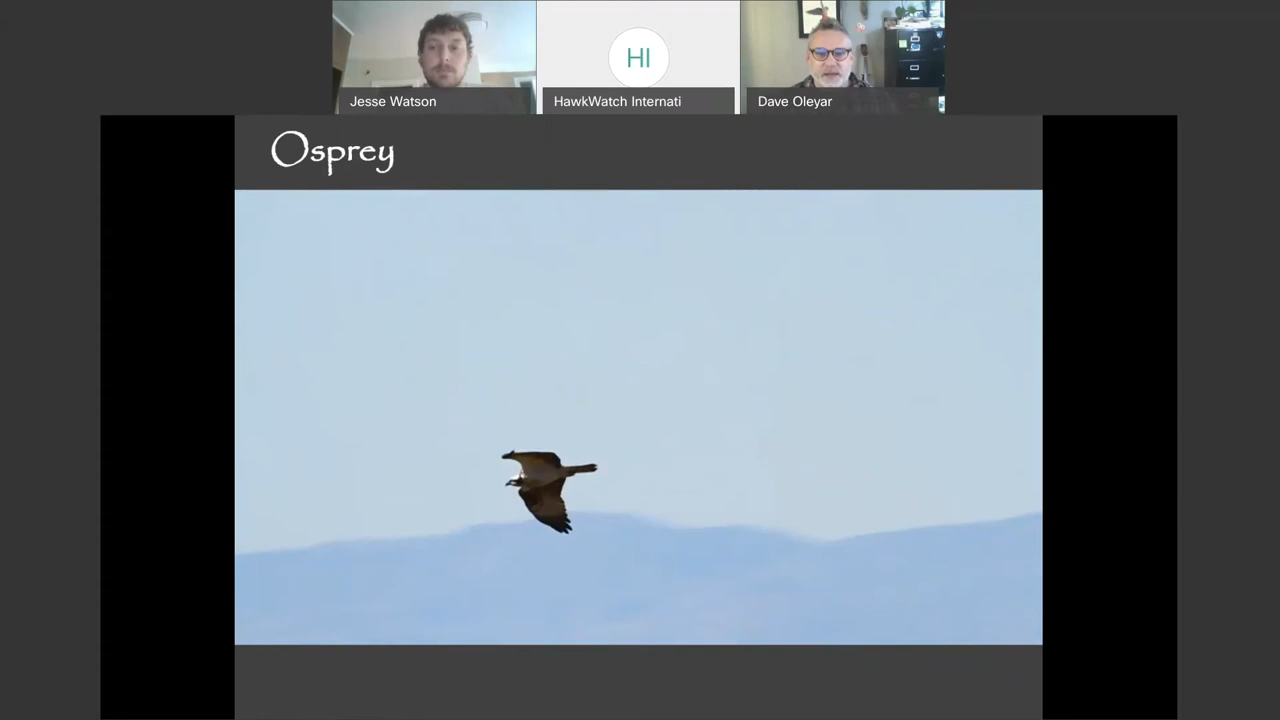 HI
Jesse Watson
HawkWatch Internati
Dave Oleyar
Osprey